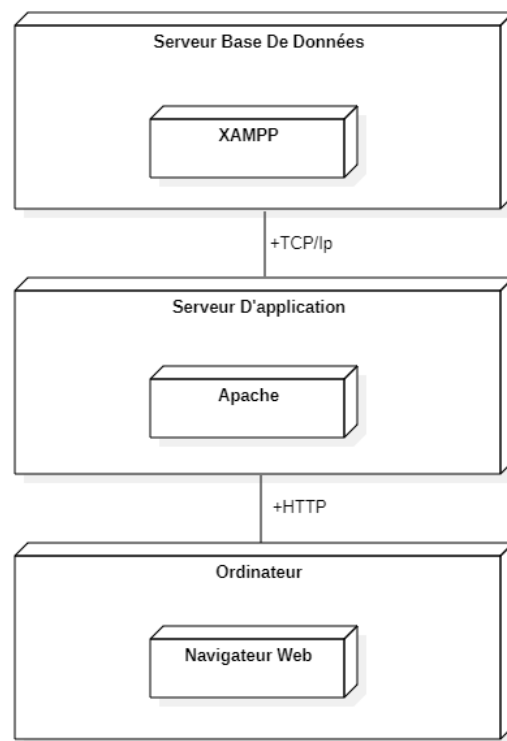 Serveur Base De Données
XAMPP
+TCP/Ip
Serveur D'application
Apache
+HTTP
Ordinateur
Navigateur Web